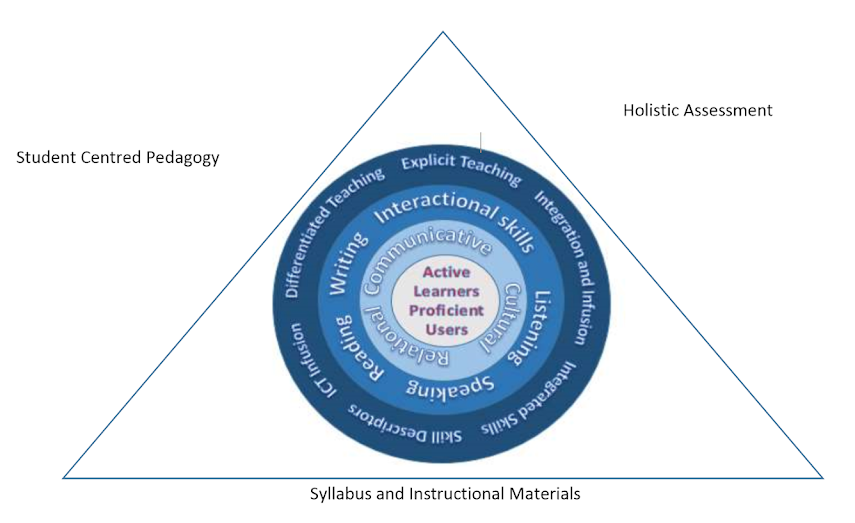 Holistic Assessment
Student Centred Pedagogy
Explicit Teaching
Integration and Infusion
Integrated Skills
Skill Descriptors
ICT Infusion
Differentiated Teaching
Interactional skills
Listening
Speaking
Reading
Writing
Communicative
Cultural
Relational
Active
Learners
Proficient
Users
Syllabus and Instructional Materials